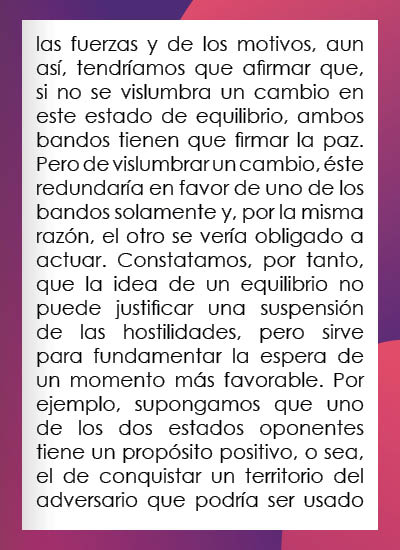 las fuerzas y de los motivos, aun
así, tendríamos que afirmar que,
si no se vislumbra un cambio en
este estado de equilibrio, ambos
bandos tienen que firmar la paz.
Pero de vislumbrar un cambio, éste
redundaría en favor de uno de los
bandos solamente y, por la misma
razón, el otro se vería obligado a
actuar. Constatamos, por tanto,
que la idea de un equilibrio no
puede justificar una suspensión
de las hostilidades, pero sirve
para fundamentar la espera de
un momento más favorable. Por
ejemplo, supongamos que uno
de los dos estados oponentes
tiene un propósito positivo, o sea,
el de conquistar un territorio del
adversario que podría ser usado